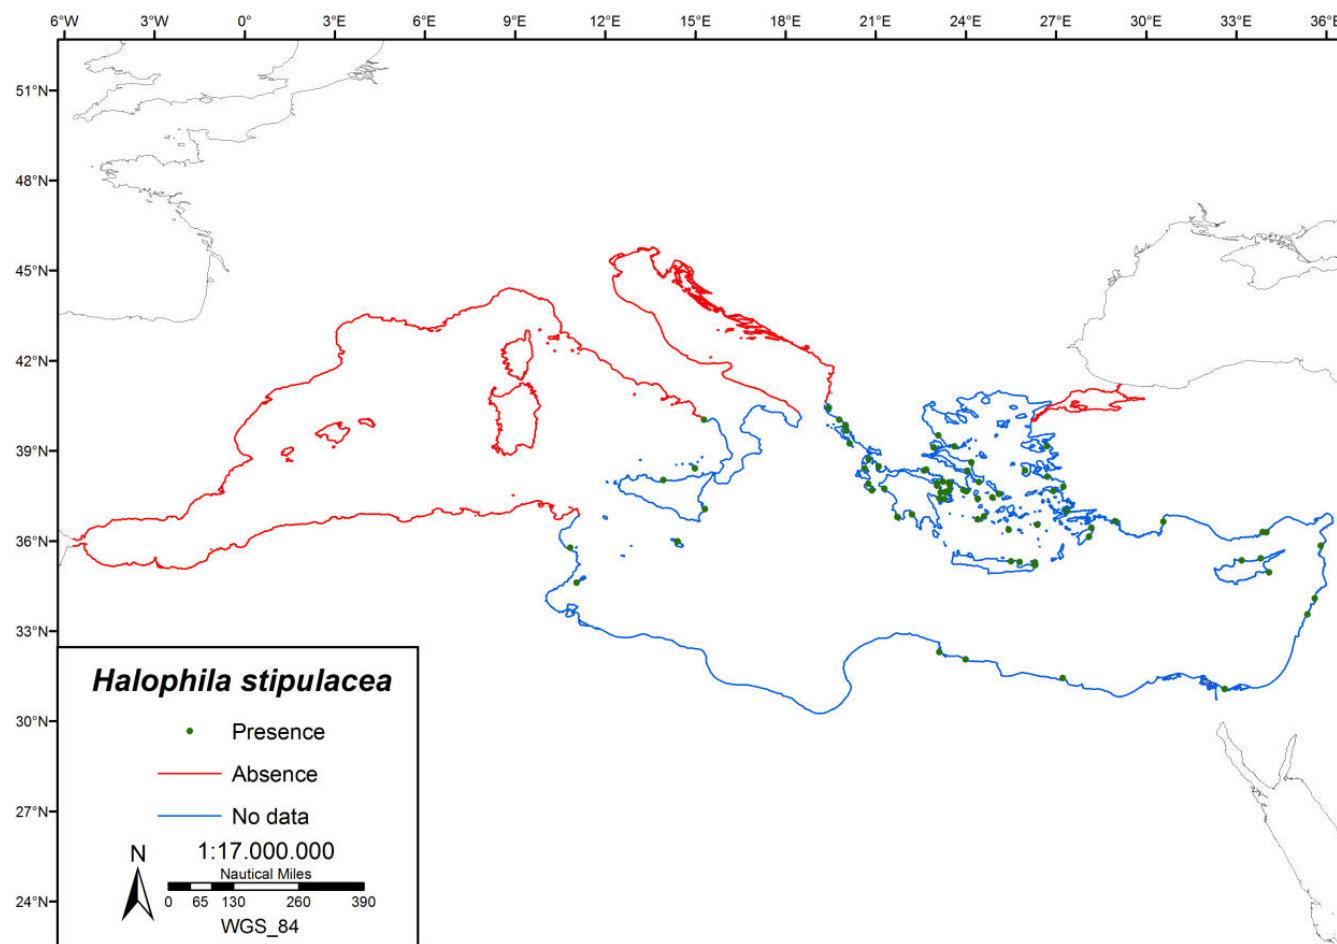 6°W 3°W 0° 3°E 6°E 9°E 12°E 15°E 18°E 21°E 24°E 27°E 30°E 33°E 36°E
51°N
48°N
45°N
42°N
39°N
36°N
33°N
30°N
27°N
24°N
Halophila stipulacea
Presence
Absence
No data
N
1:17.000.000
Nautical Miles
0 65 130 260 390
WGS_84